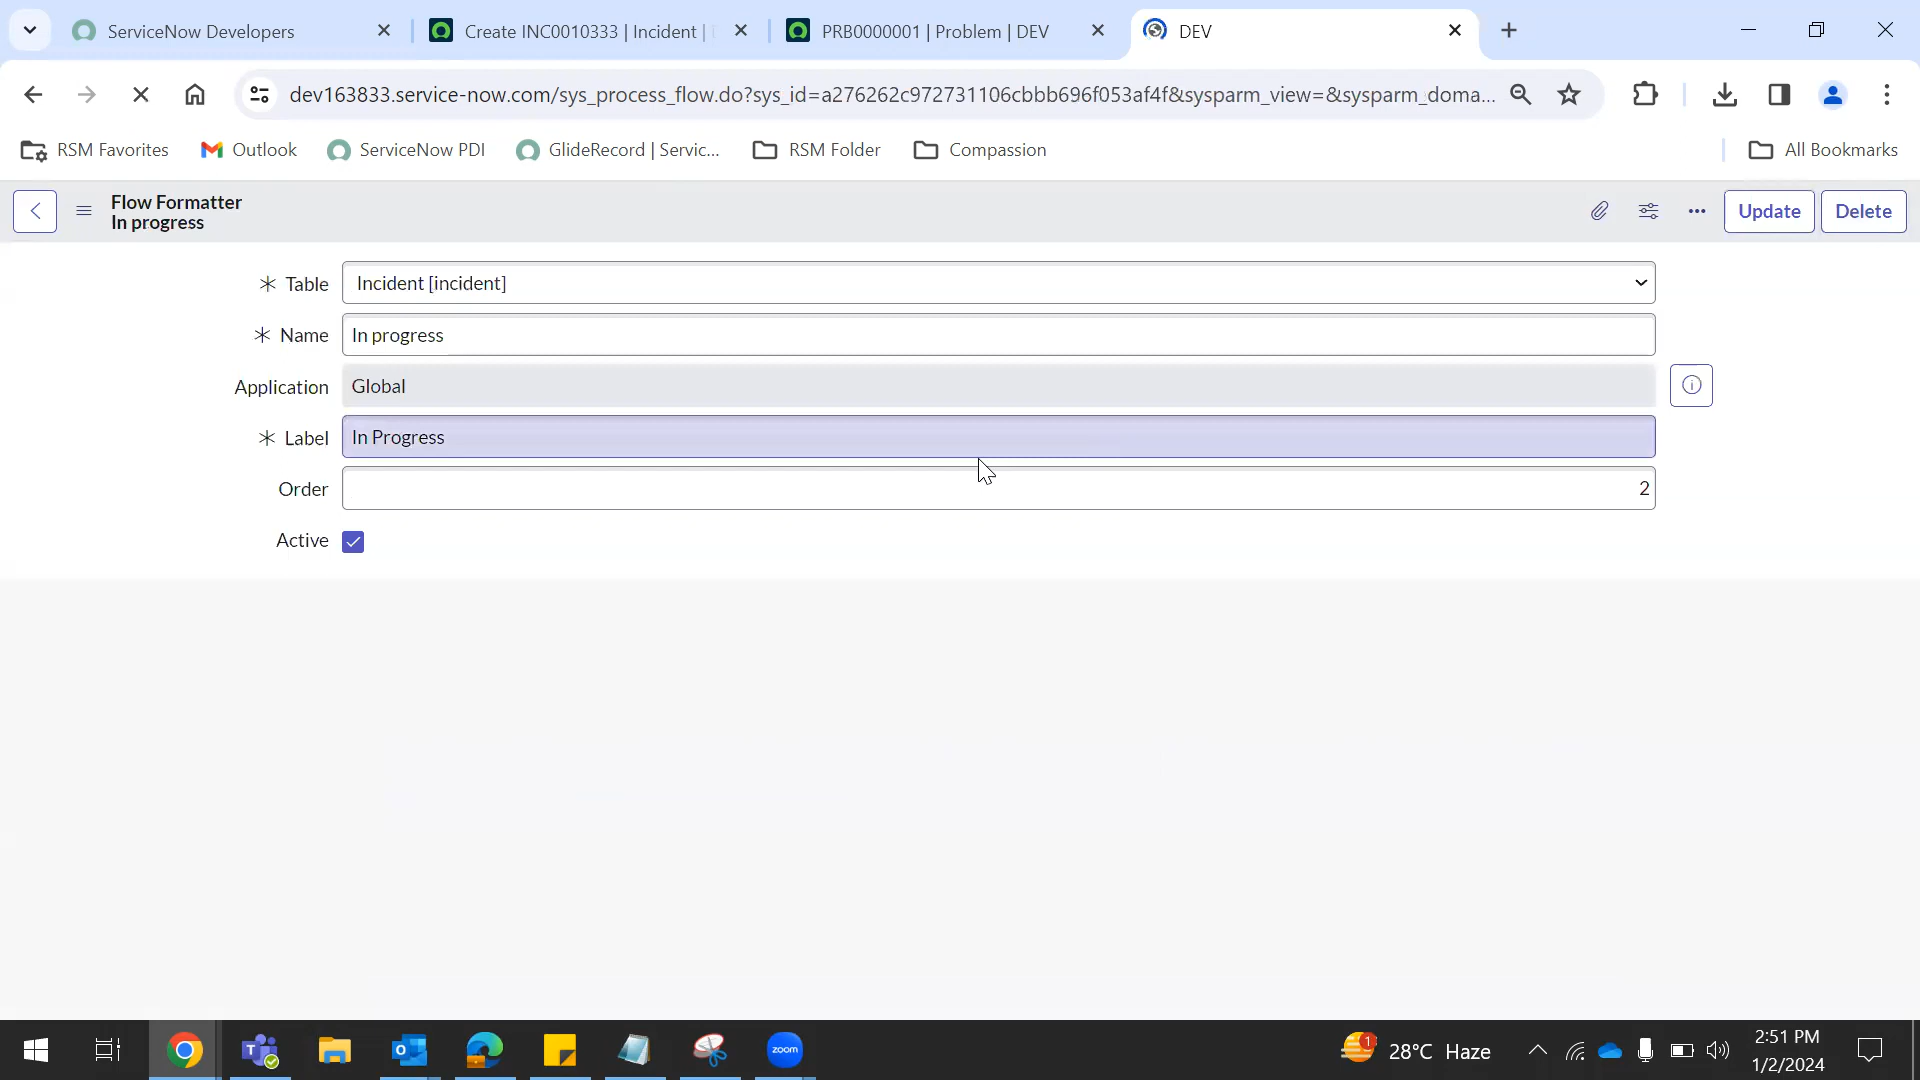 ServiceNow Developers
Create INC0010333 | Incident |
PRB0000001 | Problem | DEV
DEV
dev163833.service-now.com/sys_process_flow.do?sys_id=a276262c972731106cbbb696f053af4f&sysparm_view=&sysparm_doma...
RSM Favorites
Outlook
ServiceNow PDI
GlideRecord | Servic...
RSM Folder
Compassion
All Bookmarks
Flow Formatter
In progress
Update
Delete
* Table
Incident [incident]
* Name
In progress
Application
Global
* Label
In Progress
Order
2
Active
zoom
1
28°C Haze
2:51 PM
1/2/2024